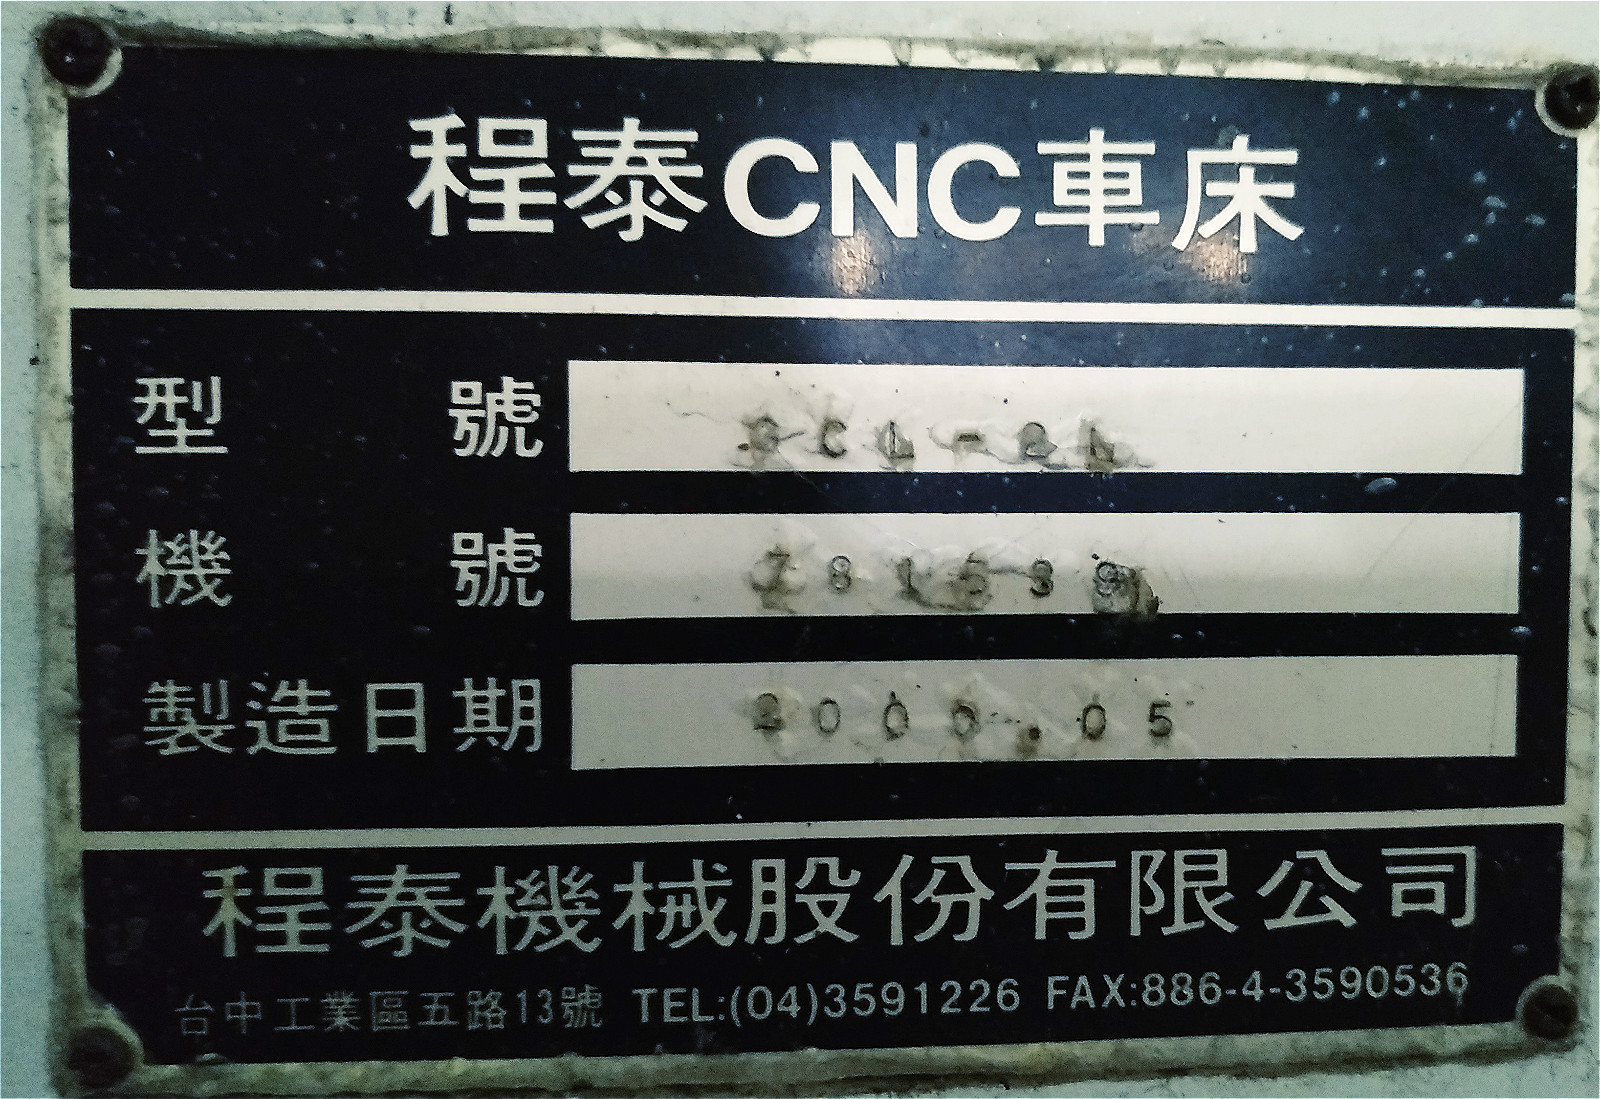 程泰CNC車床
型號 GCL-2L
機號 781539
製造日期 2000.05
程泰機械股份有限公司
台中工業區五路13號 TEL:(04)3591226 FAX:886-4-3590536